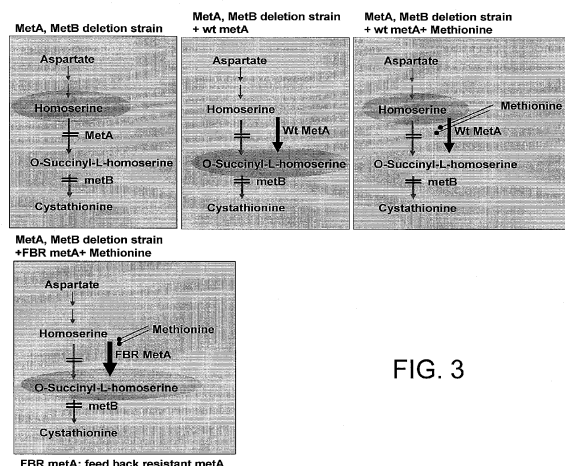 MetA, MetB deletion strain
Aspartate
Homoserine
MetA
O-Succinyl-L-homoserine
metB
Cystathionine
MetA, MetB deletion strain
+ wt metA
Aspartate
Homoserine
Wt MetA
O-Succinyl-L-homoserine
metB
Cystathionine
MetA, MetB deletion strain
+ wt metA+ Methionine
Aspartate
Homoserine
Methionine
Wt MetA
O-Succinyl-L-homoserine
metB
Cystathionine
MetA, MetB deletion strain
+FBR metA+ Methionine
Aspartate
Homoserine
Methionine
FBR MetA
O-Succinyl-L-homoserine
metB
Cystathionine
FBR metA: feed back resistant metA
FIG. 3